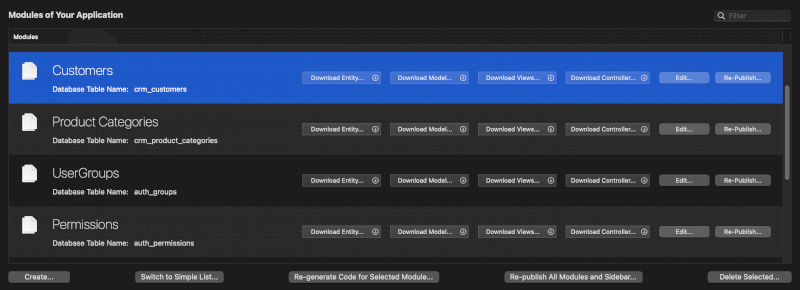 Modules of Your Application
Filter
Modules
Customers
Database Table Name: crm_customers
Download Entity... Download Model... Download Views... Download Controller... Edit... Re-Publish...
Product Categories
Database Table Name: crm_product_categories
Download Entity... Download Model... Download Views... Download Controller... Edit... Re-Publish...
UserGroups
Database Table Name: auth_groups
Download Entity... Download Model... Download Views... Download Controller... Edit... Re-Publish...
Permissions
Database Table Name: auth_permissions
Download Entity... Download Model... Download Views... Download Controller... Edit... Re-Publish...
Create... Switch to Simple List... Re-generate Code for Selected Module... Re-publish All Modules and Sidebar... Delete Selected...